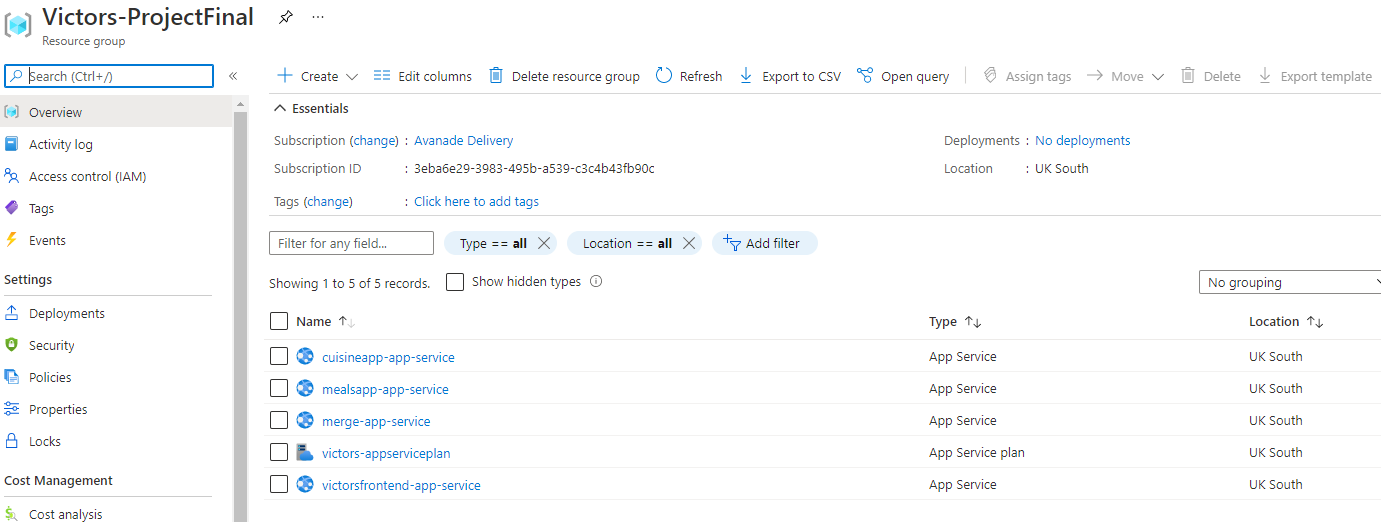 Victors-ProjectFinal
Resource group
Search (Ctrl+/)
Overview
Activity log
Access control (IAM)
Tags
Events
Settings
Deployments
Security
Policies
Properties
Locks
Cost Management
Cost analysis
Create Edit columns Delete resource group Refresh Export to CSV Open query Assign tags Move Delete Export template
Essentials
Subscription (change) : Avanade Delivery Deployments : No deployments
Subscription ID : 3eba6e29-3983-495b-a539-c3c4b43fb90c Location : UK South
Tags (change) : Click here to add tags
Filter for any field... Type == all Location == all Add filter
Showing 1 to 5 of 5 records. Show hidden types No grouping
Name Type Location
cuisineapp-app-service App Service UK South
mealsapp-app-service App Service UK South
merge-app-service App Service UK South
victors-appserviceplan App Service plan UK South
victorsfrontend-app-service App Service UK South